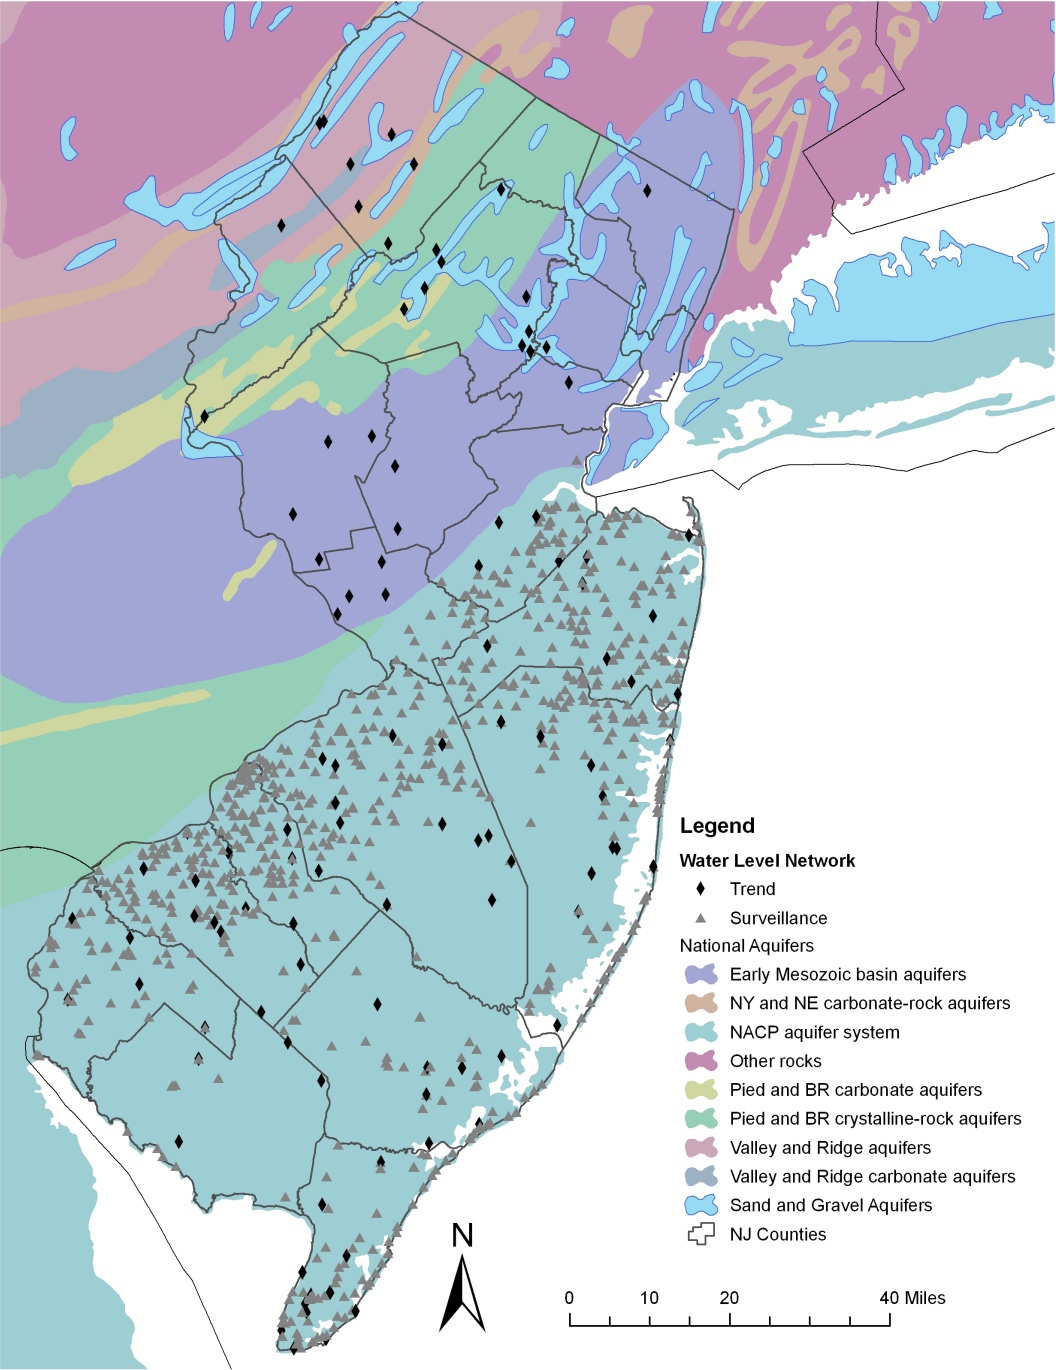 Legend
Water Level Network
Trend
Surveillance
National Aquifers
Early Mesozoic basin aquifers
NY and NE carbonate-rock aquifers
NACP aquifer system
Other rocks
Pied and BR carbonate aquifers
Pied and BR crystalline-rock aquifers
Valley and Ridge aquifers
Valley and Ridge carbonate aquifers
Sand and Gravel Aquifers
NJ Counties
N
0 10 20 40 Miles